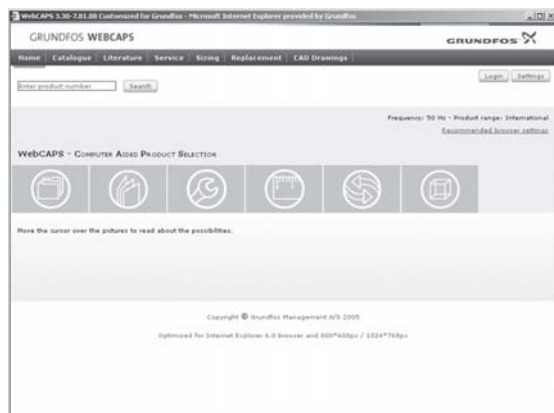 WebCAPS 3.30-7.01.08 Customized for Grundfos - Microsoft Internet Explorer provided by Grundfos
GRUNDFOS WEBCAPS
GRUNDFOS
Home Catalogue Literature Service Sizing Replacement CAD Drawings
Login Settings
Enter product number Search
Frequency: 50 Hz - Product range: International
Recommended browser settings
WebCAPS - Computer Aided Product Selection
Move the cursor over the pictures to read about the possibilities.
Copyright © Grundfos Management A/S 2005
Optimized for Internet Explorer 6.0 browser and 800*600px / 1024*768px